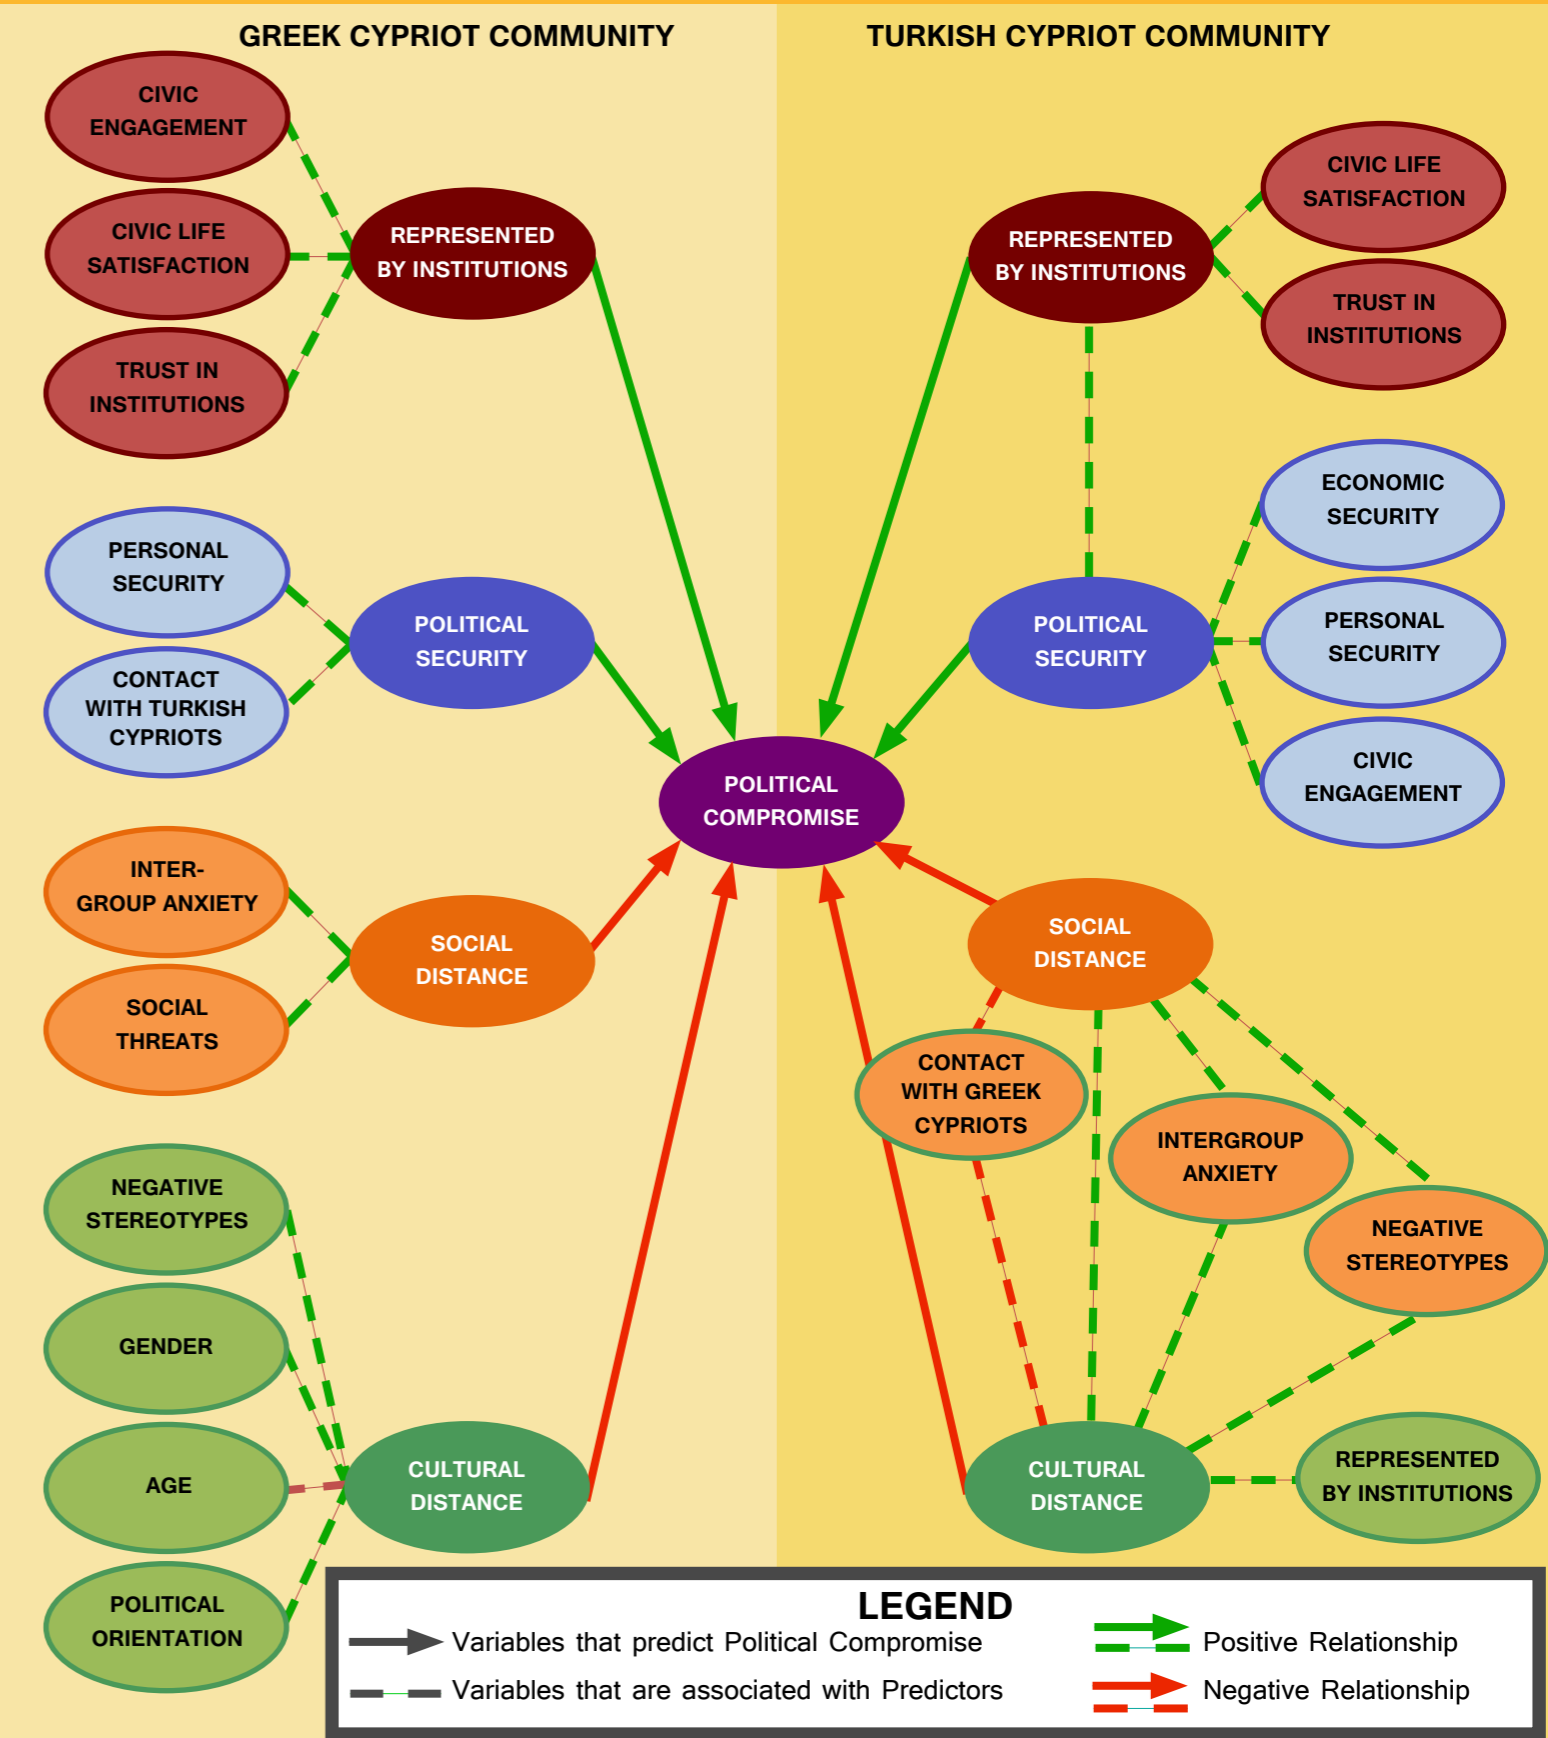 GREEK CYPRIOT COMMUNITY
CIVIC
ENGAGEMENT
CIVIC LIFE
SATISFACTION
TRUST IN
INSTITUTIONS
REPRESENTED
BY INSTITUTIONS
PERSONAL
SECURITY
CONTACT
WITH TURKISH
CYPRIOTS
POLITICAL
SECURITY
INTER-
GROUP ANXIETY
SOCIAL
THREATS
SOCIAL
DISTANCE
NEGATIVE
STEREOTYPES
GENDER
AGE
POLITICAL
ORIENTATION
CULTURAL
DISTANCE
POLITICAL
COMPROMISE
TURKISH CYPRIOT COMMUNITY
REPRESENTED
BY INSTITUTIONS
CIVIC LIFE
SATISFACTION
TRUST IN
INSTITUTIONS
POLITICAL
SECURITY
ECONOMIC
SECURITY
PERSONAL
SECURITY
CIVIC
ENGAGEMENT
SOCIAL
DISTANCE
CONTACT
WITH GREEK
CYPRIOTS
INTERGROUP
ANXIETY
NEGATIVE
STEREOTYPES
CULTURAL
DISTANCE
REPRESENTED
BY INSTITUTIONS
LEGEND
Variables that predict Political Compromise
Variables that are associated with Predictors
Positive Relationship
Negative Relationship